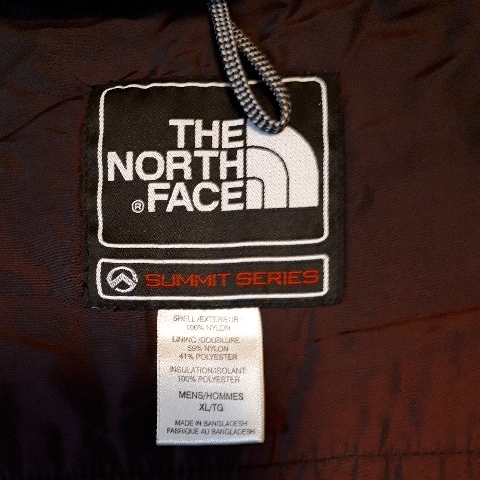 THE
NORTH
® FACE
SUMMIT SERIES
SHELL/EXTERIEUR:
100% NYLON
LINING/DOUBLURE:
59% NYLON
41% POLYESTER
INSULATION/ISOLANT:
100% POLYESTER
MENS/HOMMES
XL/TG
MADE IN BANGLADESH
FABRIQUE AU BANGLADESH